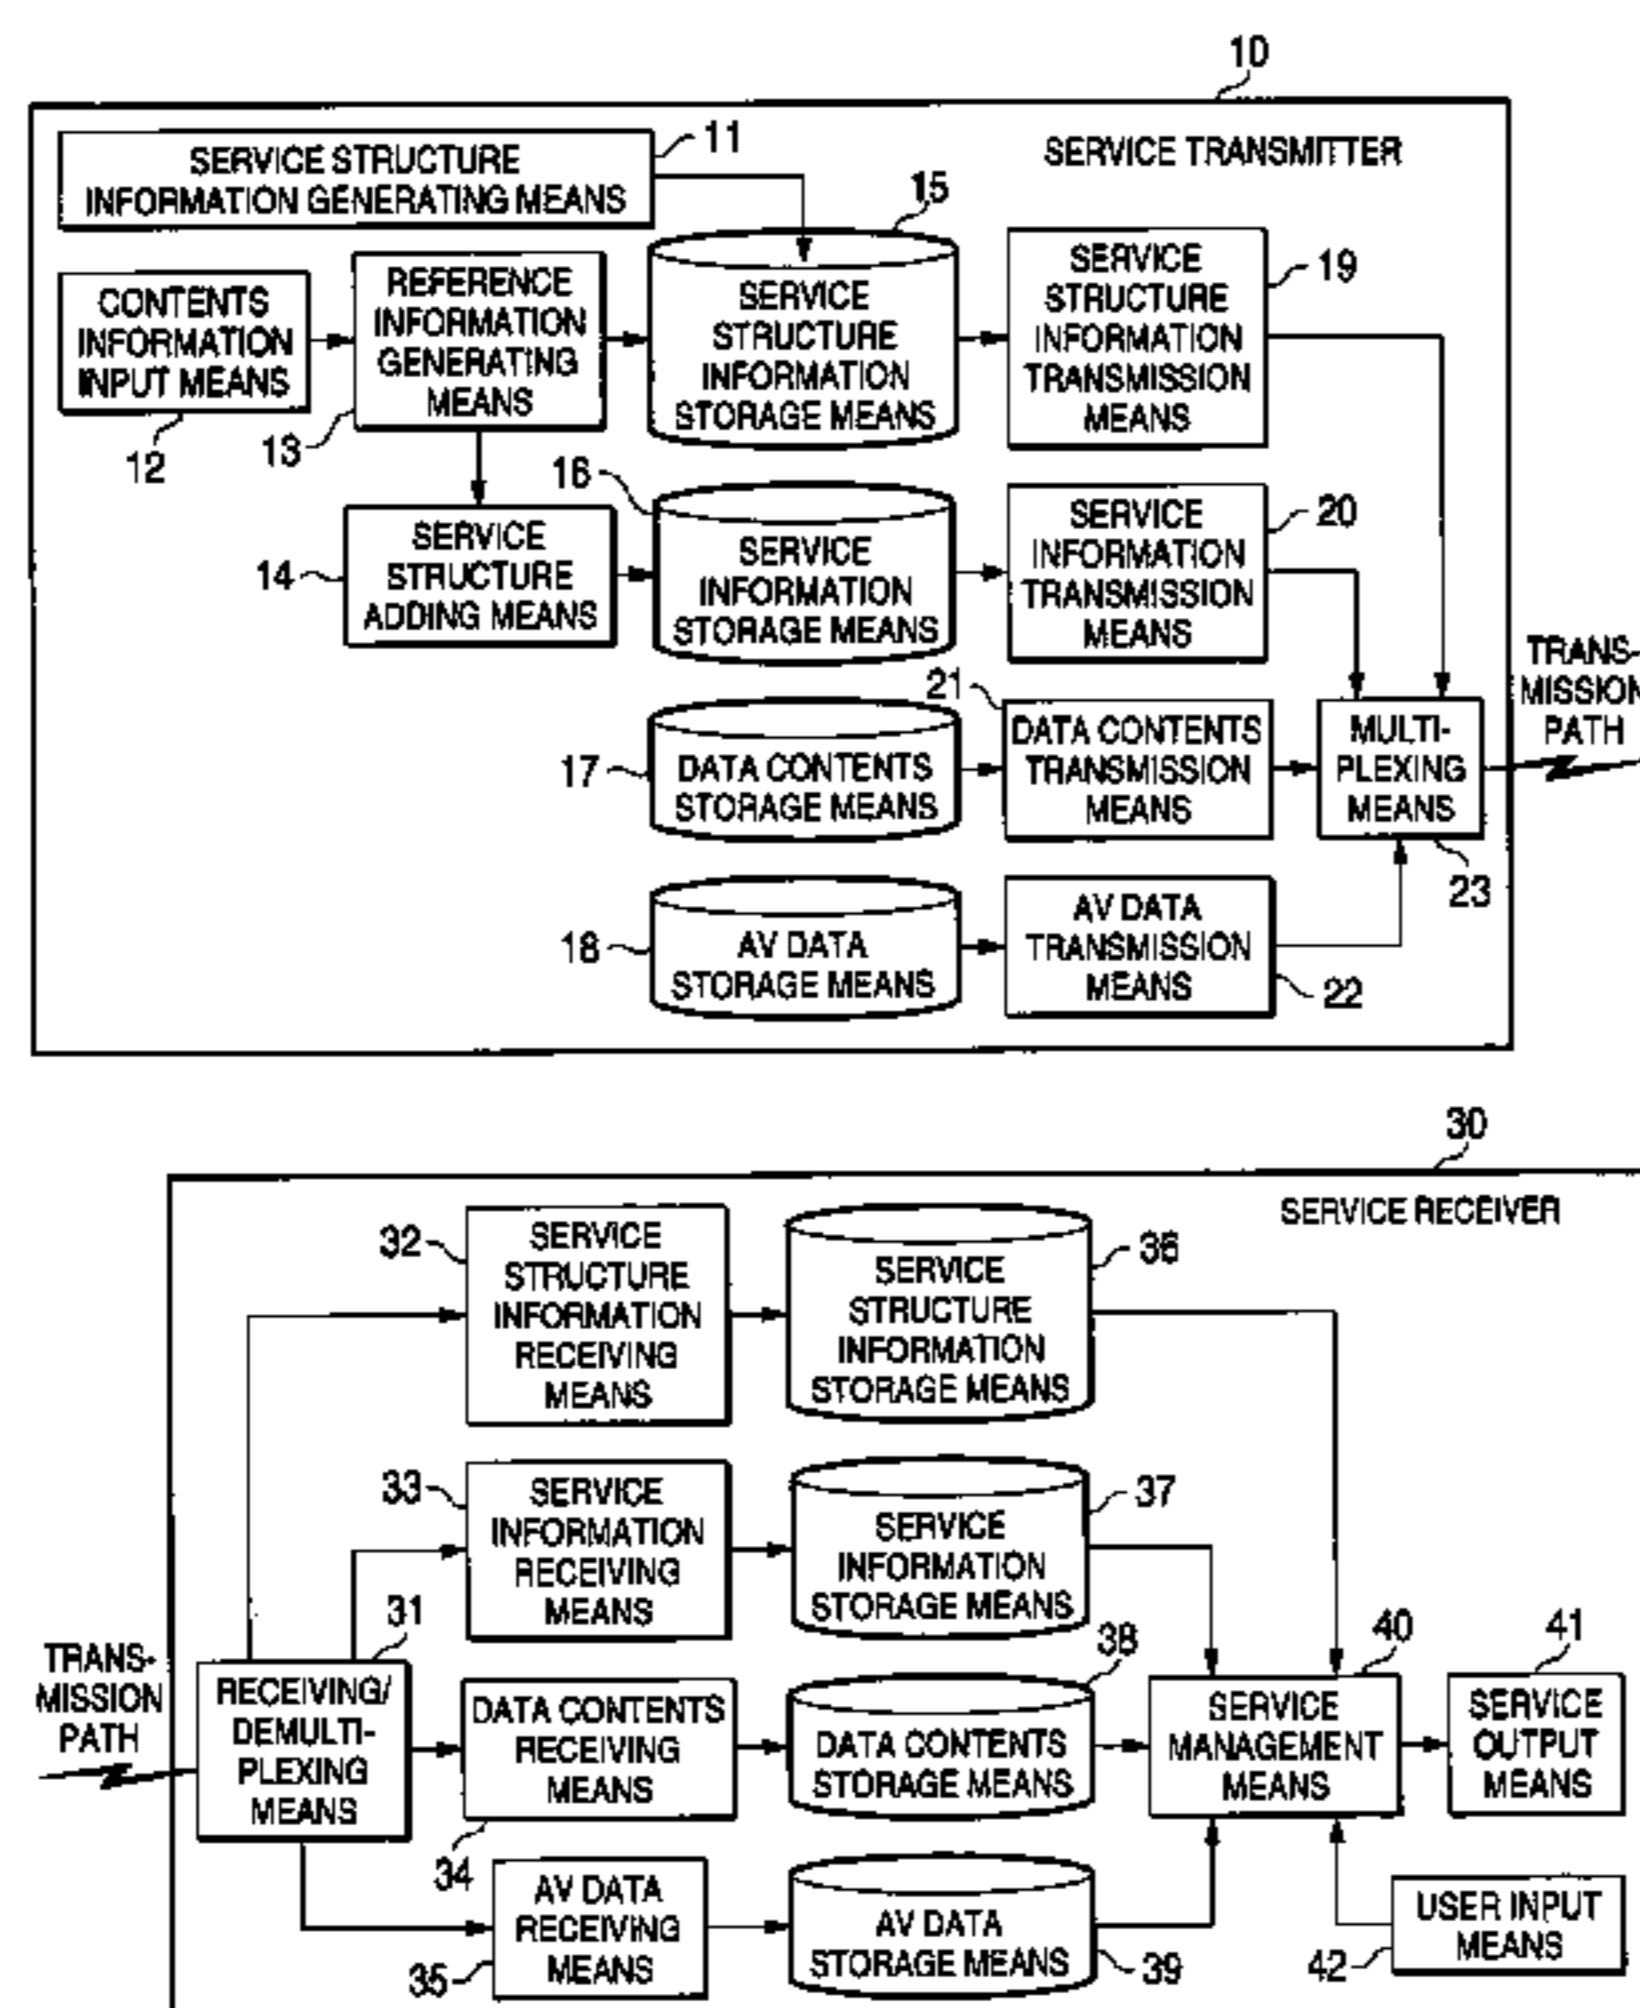 10
SERVICE TRANSMITTER
11
SERVICE STRUCTURE
INFORMATION GENERATING MEANS
15
CONTENTS
INFORMATION
INPUT MEANS
12
REFERENCE
INFORMATION
GENERATING
MEANS
13
SERVICE
STRUCTURE
INFORMATION
STORAGE MEANS
SERVICE
STRUCTURE
INFORMATION
TRANSMISSION
MEANS
19
14
SERVICE
STRUCTURE
ADDING MEANS
16
SERVICE
INFORMATION
STORAGE MEANS
SERVICE
INFORMATION
TRANSMISSION
MEANS
20
17
DATA CONTENTS
STORAGE MEANS
21
DATA CONTENTS
TRANSMISSION
MEANS
MULTI-
PLEXING
MEANS
23
TRANS-
MISSION
PATH
18
AV DATA
STORAGE MEANS
AV DATA
TRANSMISSION
MEANS
22
30
SERVICE RECEIVER
32
SERVICE
STRUCTURE
INFORMATION
RECEIVING
MEANS
SERVICE
STRUCTURE
INFORMATION
STORAGE MEANS
36
33
SERVICE
INFORMATION
RECEIVING
MEANS
SERVICE
INFORMATION
STORAGE MEANS
37
TRANS-
MISSION
PATH
31
RECEIVING/
DEMULTI-
PLEXING
MEANS
DATA CONTENTS
RECEIVING
MEANS
34
38
DATA CONTENTS
STORAGE MEANS
40
SERVICE
MANAGEMENT
MEANS
41
SERVICE
OUTPUT
MEANS
35
AV DATA
RECEIVING
MEANS
AV DATA
STORAGE MEANS
39
42
USER INPUT
MEANS